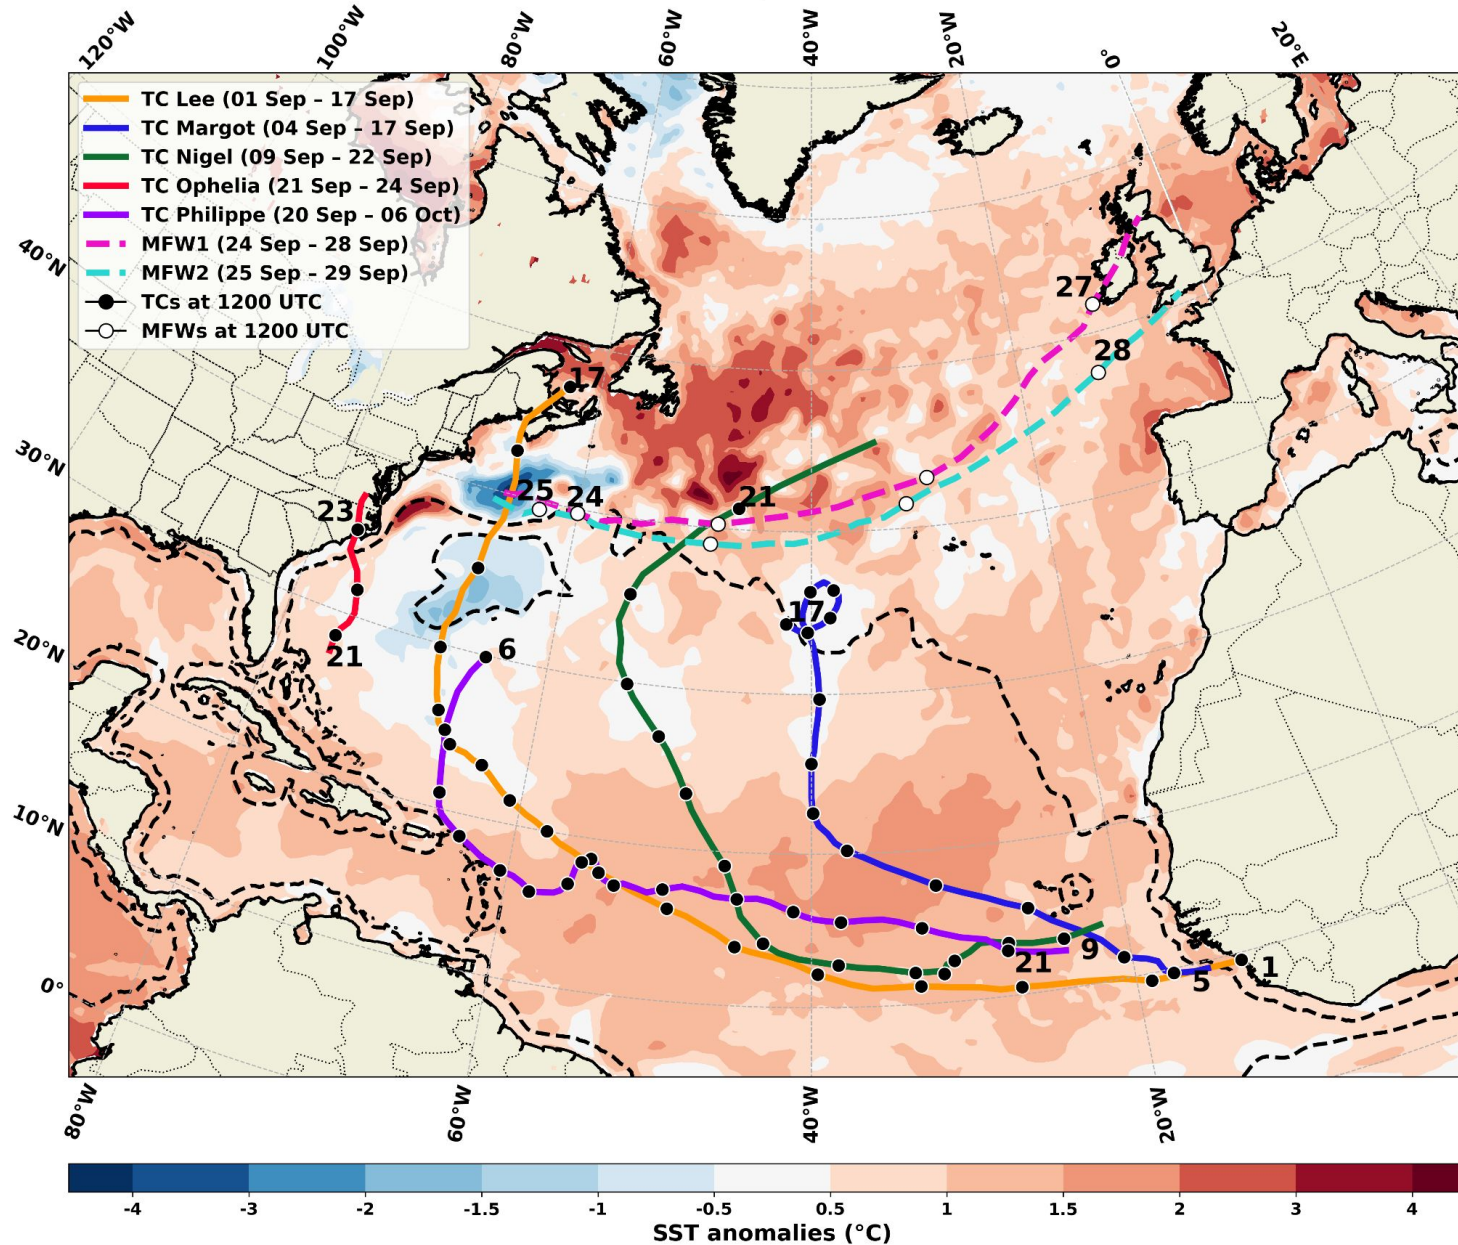 120°W
100°W
80°W
60°W
40°W
20°W
0°
20°E
TC Lee (01 Sep – 17 Sep)
TC Margot (04 Sep – 17 Sep)
TC Nigel (09 Sep – 22 Sep)
TC Ophelia (21 Sep – 24 Sep)
TC Philippe (20 Sep – 06 Oct)
MFW1 (24 Sep – 28 Sep)
MFW2 (25 Sep – 29 Sep)
TCs at 1200 UTC
MFWs at 1200 UTC
40°N
30°N
20°N
10°N
0°
27
28
17
25
24
21
23
17
21
6
9
21
5
1
80°W
60°W
40°W
20°W
-4
-3
-2
-1.5
-1
-0.5
0.5
1
1.5
2
3
4
SST anomalies (°C)